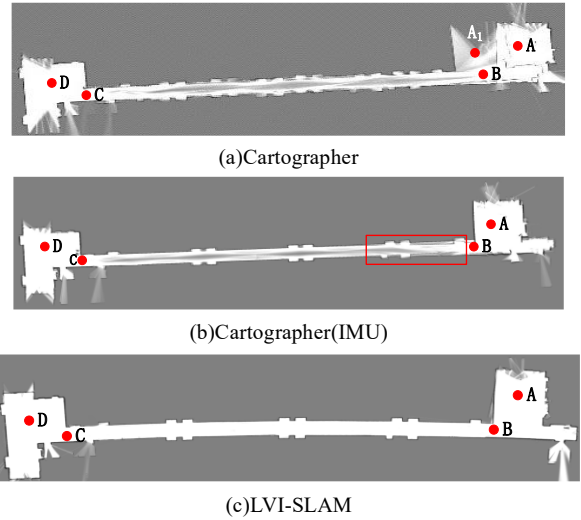 A₁
A
D
B
C
(a)Cartographer
A
D
B
c
(b)Cartographer(IMU)
A
D
B
C
(c)LVI-SLAM